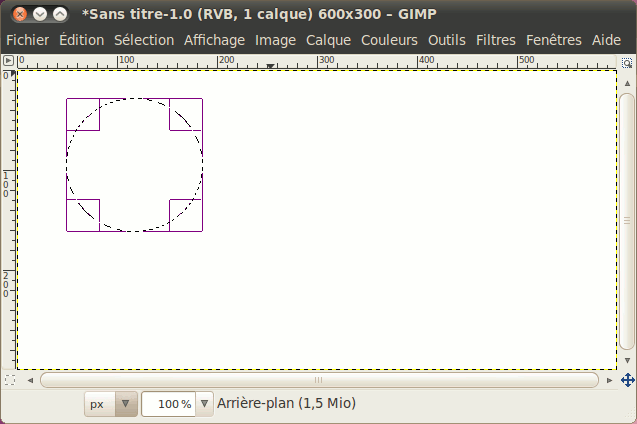 *Sans titre-1.0 (RVB, 1 calque) 600x300 – GIMP
Fichier Édition Sélection Affichage Image Calque Couleurs Outils Filtres Fenêtres Aide
0 100 200 300 400 500
0
100
200
px 100 % Arrière-plan (1,5 Mio)